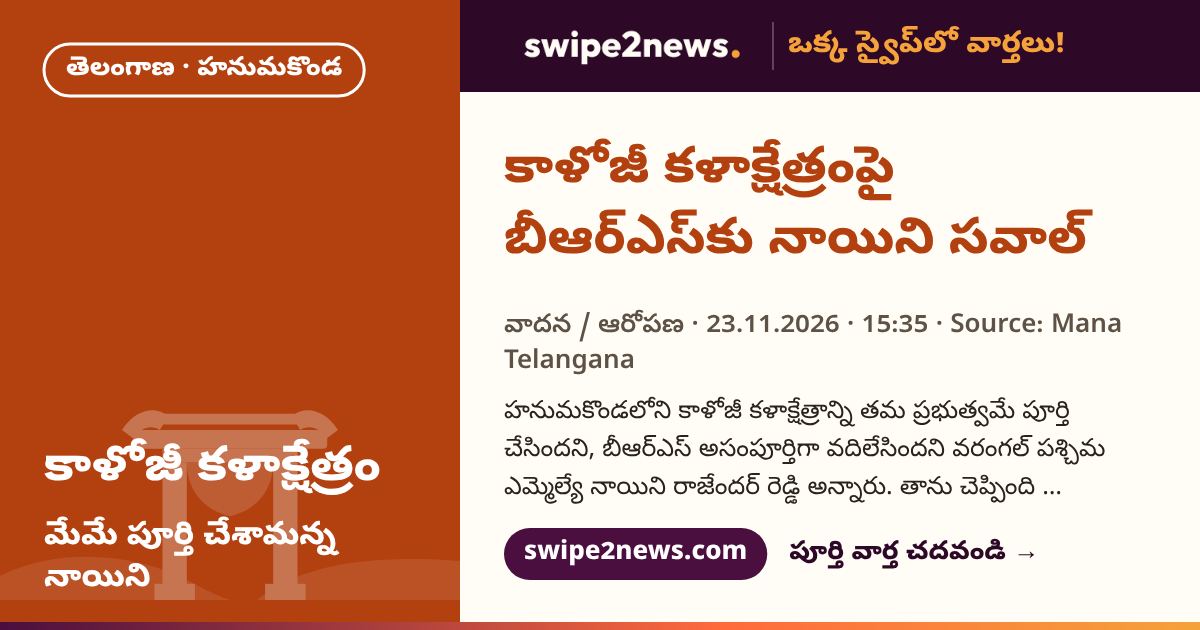 తెలంగాణ · హనుమకొండ
swipe2news.
ఒక్క స్వైప్‌లో వార్తలు!
కాళోజీ కళాక్షేత్రంపై
బీఆర్ఎస్‌కు నాయిని సవాల్
వాదన / ఆరోపణ · 23.11.2026 · 15:35 · Source: Mana
Telangana
హనుమకొండలోని కాళోజీ కళాక్షేత్రాన్ని తమ ప్రభుత్వమే పూర్తి
చేసిందని, బీఆర్ఎస్ అసంపూర్తిగా వదిలేసిందని వరంగల్ పశ్చిమ
ఎమ్మెల్యే నాయిని రాజేందర్ రెడ్డి అన్నారు. తాను చెప్పింది ...
కాళోజీ కళాక్షేత్రం
మేమే పూర్తి చేశామన్న
నాయిని
swipe2news.com
పూర్తి వార్త చదవండి →